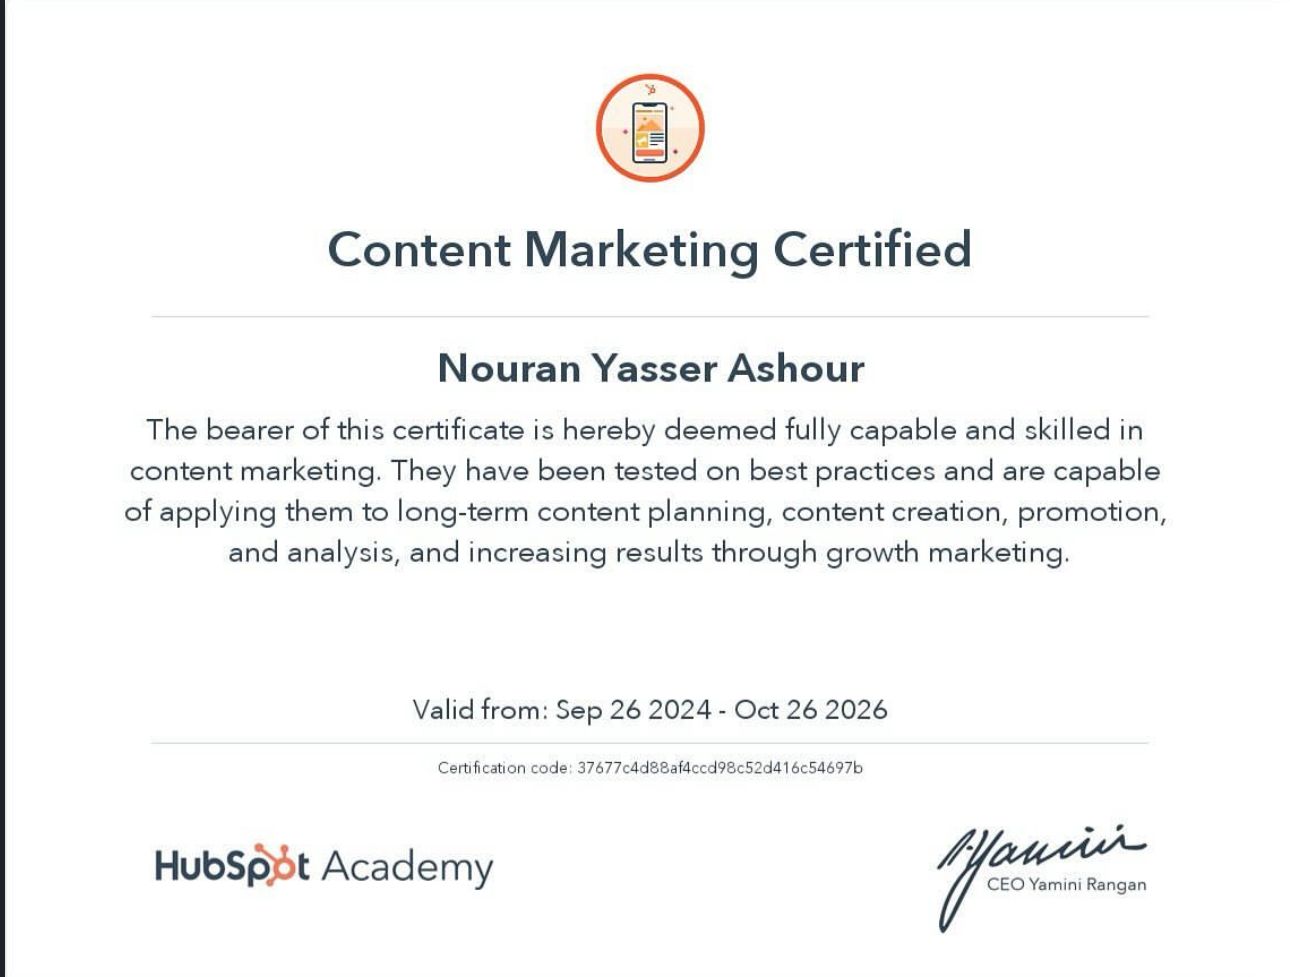 Content Marketing Certified
Nouran Yasser Ashour
The bearer of this certificate is hereby deemed fully capable and skilled in
content marketing. They have been tested on best practices and are capable
of applying them to long-term content planning, content creation, promotion,
and analysis, and increasing results through growth marketing.
Valid from: Sep 26 2024 - Oct 26 2026
Certification code: 37677c4d88af4ccd98c52d416c54697b
HubSpot Academy
CEO Yamini Rangan